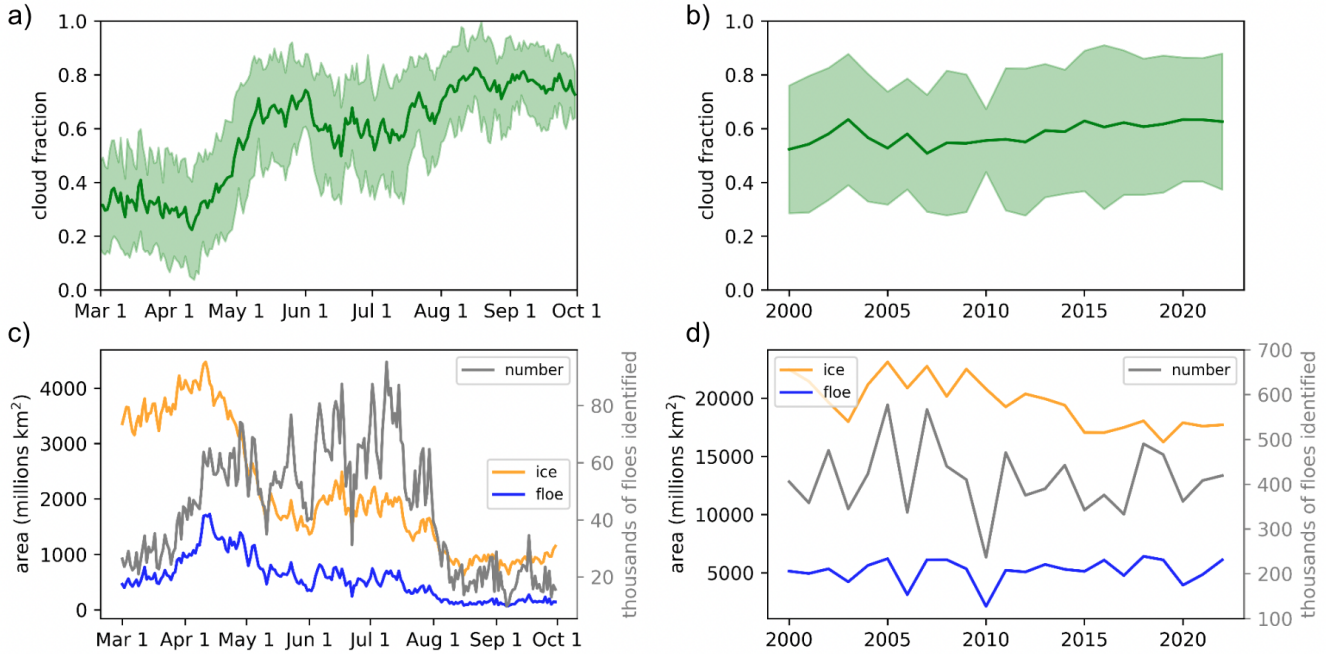 a)
1.0
0.8
0.6
0.4
0.2
0.0
cloud fraction
Mar 1 Apr 1 May 1 Jun 1 Jul 1 Aug 1 Sep 1 Oct 1
b)
1.0
0.8
0.6
0.4
0.2
0.0
cloud fraction
2000 2005 2010 2015 2020
c)
number
ice
floe
4000
3000
2000
1000
0
area (millions km²)
80
60
40
20
thousands of floes identified
Mar 1 Apr 1 May 1 Jun 1 Jul 1 Aug 1 Sep 1 Oct 1
d)
ice
floe
number
20000
15000
10000
5000
area (millions km²)
700
600
500
400
300
200
100
thousands of floes identified
2000 2005 2010 2015 2020